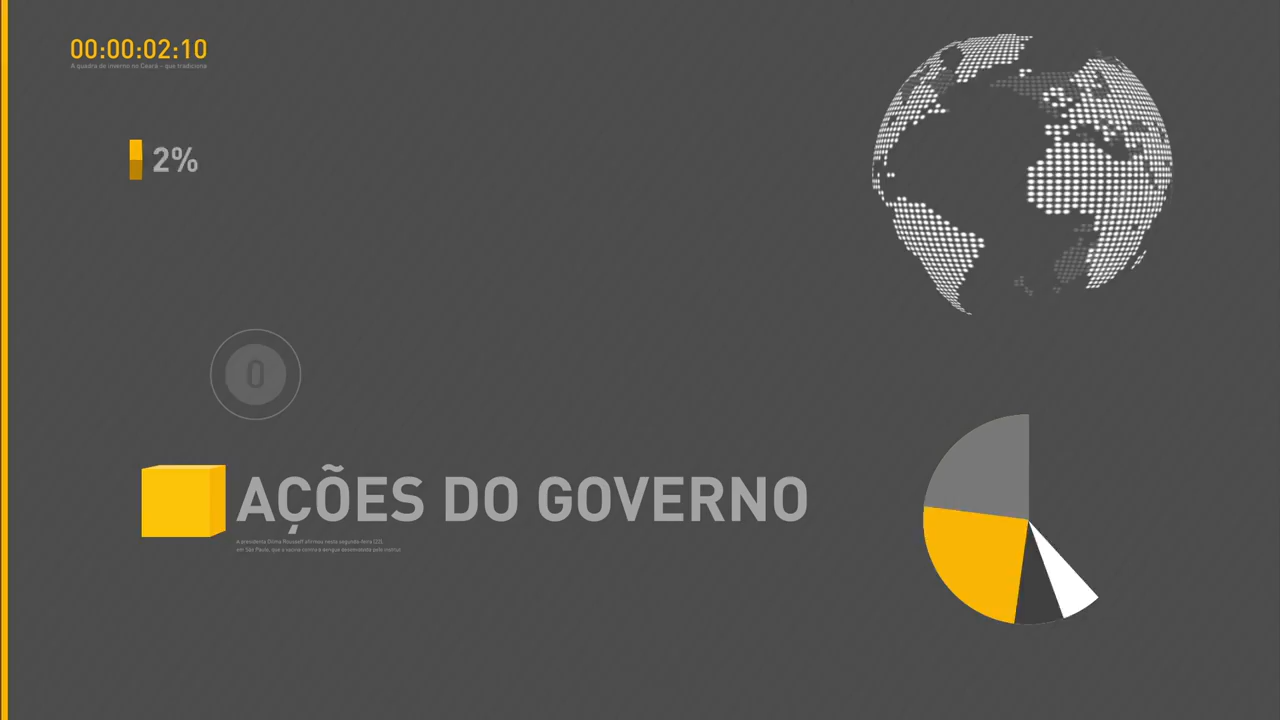 00:00:02:10
A quadra de inverno no Ceará – que tradiciona
2%
0
AÇÕES DO GOVERNO
A presidenta Dilma Rousseff afirmou nesta segunda-feira (22),
em São Paulo, que a vacina contra a dengue desenvolvida pelo Institut